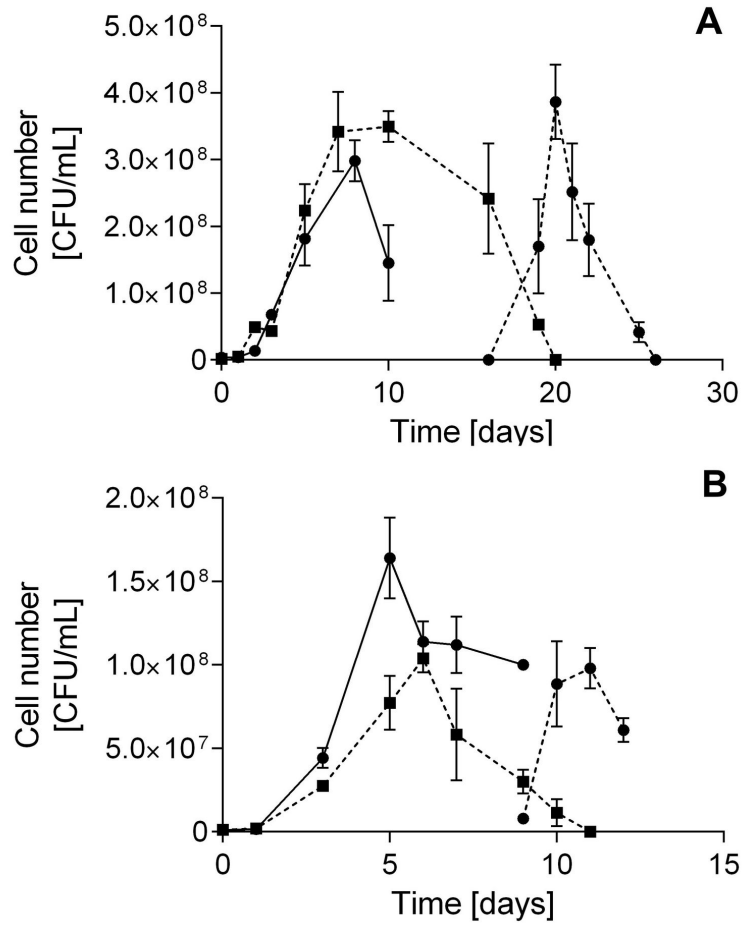 A
5.0×10⁸
4.0×10⁸
3.0×10⁸
2.0×10⁸
1.0×10⁸
0
Cell number
[CFU/mL]
0 10 20 30
Time [days]
B
2.0×10⁸
1.5×10⁸
1.0×10⁸
5.0×10⁷
0
Cell number
[CFU/mL]
0 5 10 15
Time [days]